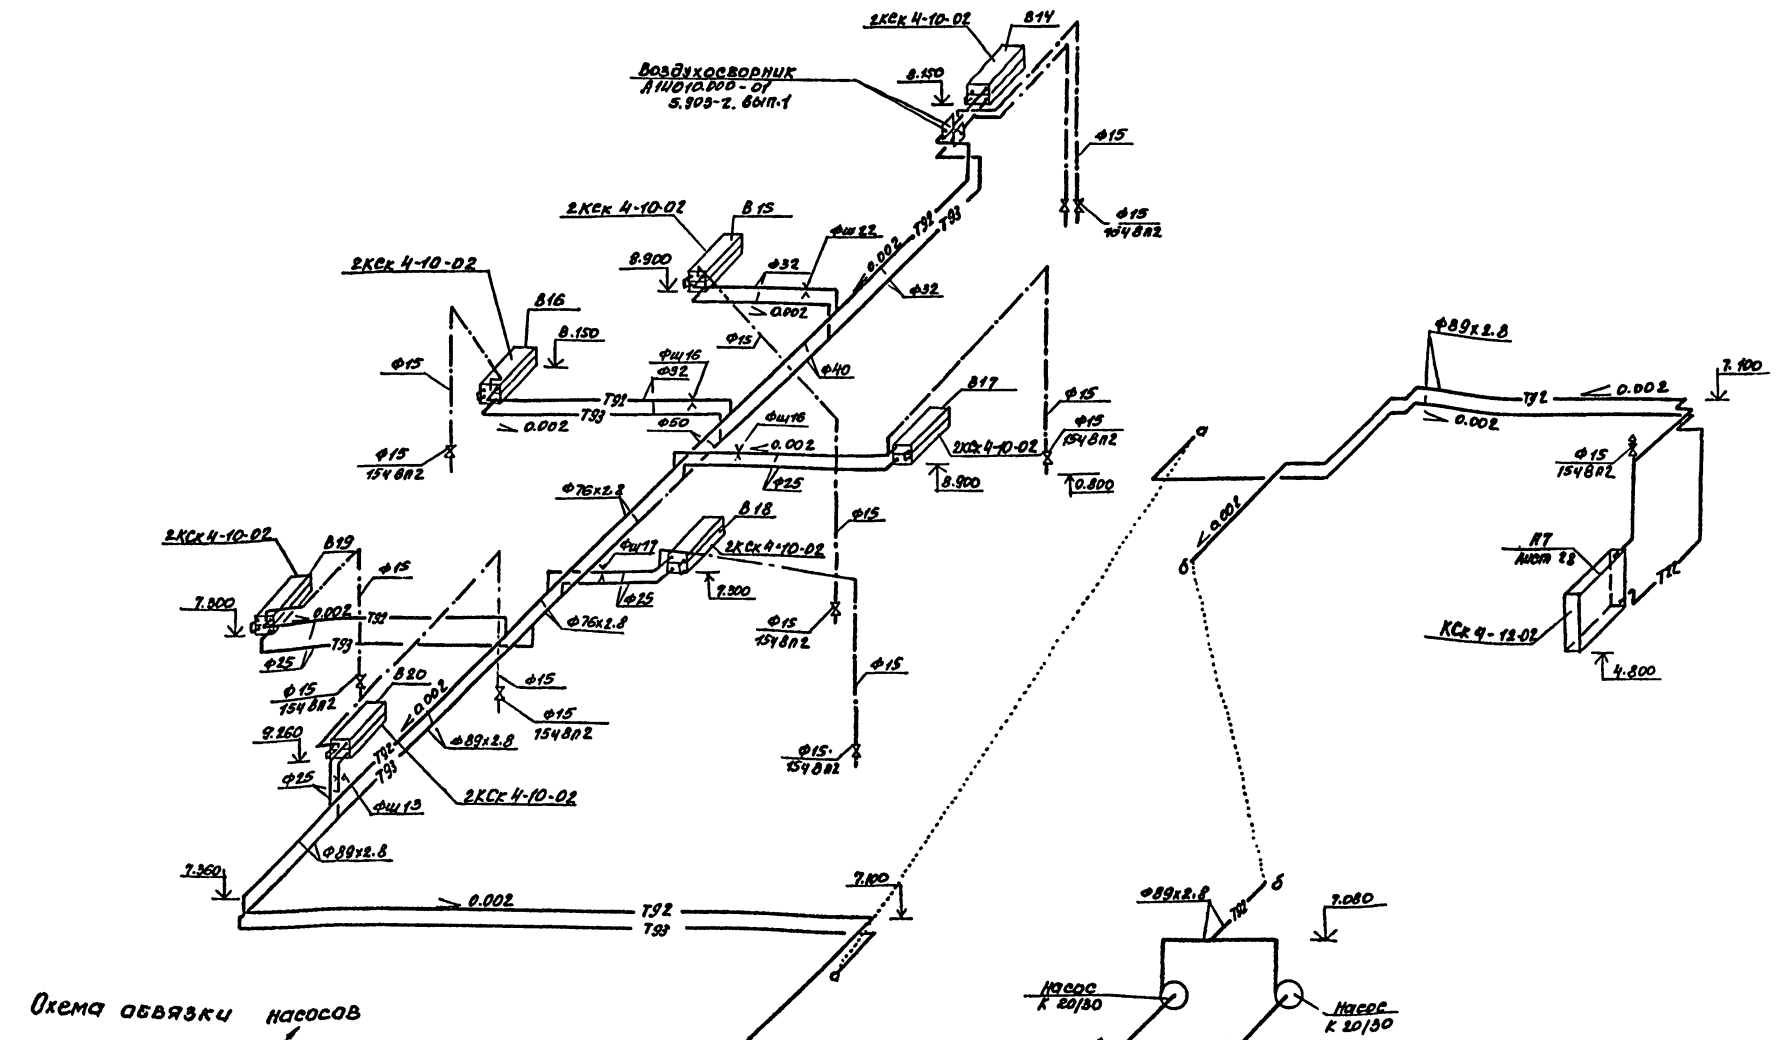 2КСк 4-10-02
В14
Воздухосборник
А14010.000-01
5.903-2. вып.1
8.150
ф15
ф15
15ч8п2
2КСк 4-10-02
В15
8.900
ф32
фш22
0.002
ф15
0.002
Т92
Т93
ф32
ф40
2КСк 4-10-02
В16
8.150
ф15
фш16
ф32
Т92
Т93
0.002
ф50
ф15
15ч8п2
фш16
0.002
ф25
В17
2КСк 4-10-02
8.900
ф15
ф15
15ч8п2
0.800
ф76х2.8
В18
2КСк 4-10-02
фш17
ф25
7.300
ф76х2.8
ф15
ф15
15ч8п2
ф15
ф15
15ч8п2
2КСк 4-10-02
В19
ф15
7.300
0.002
Т92
Т93
ф25
ф15
15ч8п2
ф15
ф15
15ч8п2
В20
9.260
0.002
ф89х2.8
Т92
Т93
ф25
фш13
2КСк 4-10-02
ф89х2.8
7.360
0.002
Т92
Т93
7.100
а
а
ф89х2.8
7.100
Т92
0.002
0.002
0.002
б
ф15
15ч8п2
П7
Лист 28
Т22
КСк 4-12-02
4.800
б
ф89х2.8
Т92
7.080
насос
К 20/30
насос
К 20/30
Схема обвязки насосов